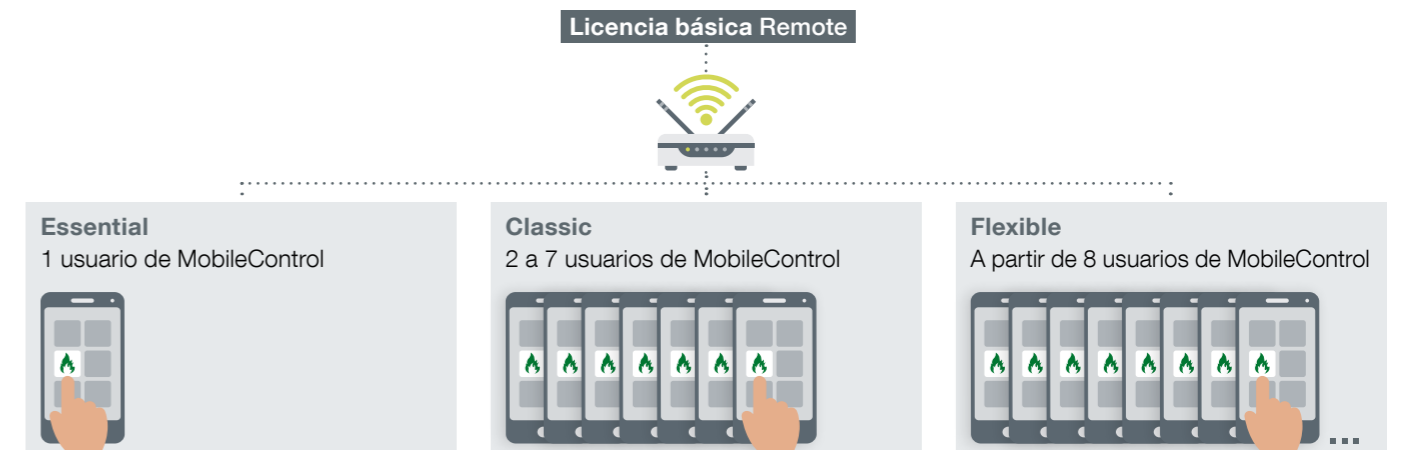 Licencia básica Remote
Essential
1 usuario de MobileControl
Classic
2 a 7 usuarios de MobileControl
Flexible
A partir de 8 usuarios de MobileControl
...